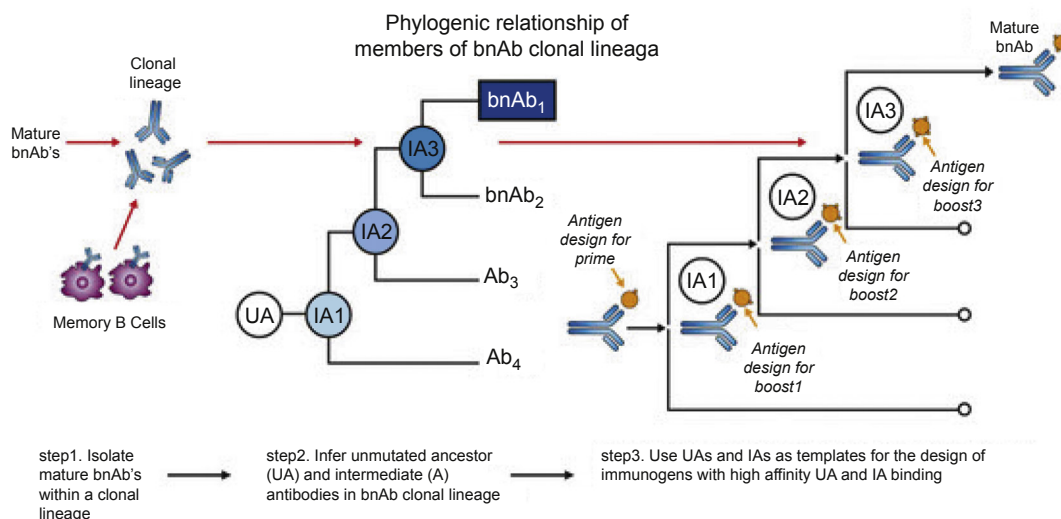 Phylogenic relationship of
members of bnAb clonal lineaga
Clonal
lineage
Mature
bnAb's
Memory B Cells
bnAb₁
IA3
bnAb₂
IA2
Ab₃
UA
IA1
Ab₄
Antigen
design for
prime
IA1
Antigen
design for
boost1
IA2
Antigen
design for
boost2
IA3
Antigen
design for
boost3
Mature
bnAb
step1. Isolate
mature bnAb's
within a clonal
lineage
step2. Infer unmutated ancestor
(UA) and intermediate (A)
antibodies in bnAb clonal lineage
step3. Use UAs and IAs as templates for the design of
immunogens with high affinity UA and IA binding